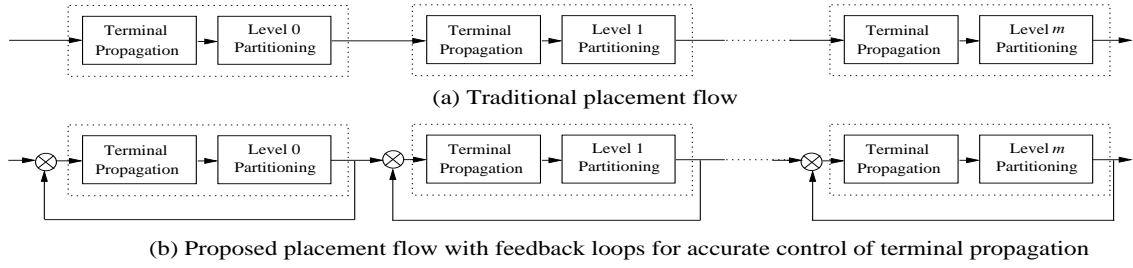 Terminal
Propagation
Level 0
Partitioning
Terminal
Propagation
Level 1
Partitioning
Terminal
Propagation
Level m
Partitioning
(a) Traditional placement flow
Terminal
Propagation
Level 0
Partitioning
Terminal
Propagation
Level 1
Partitioning
Terminal
Propagation
Level m
Partitioning
(b) Proposed placement flow with feedback loops for accurate control of terminal propagation